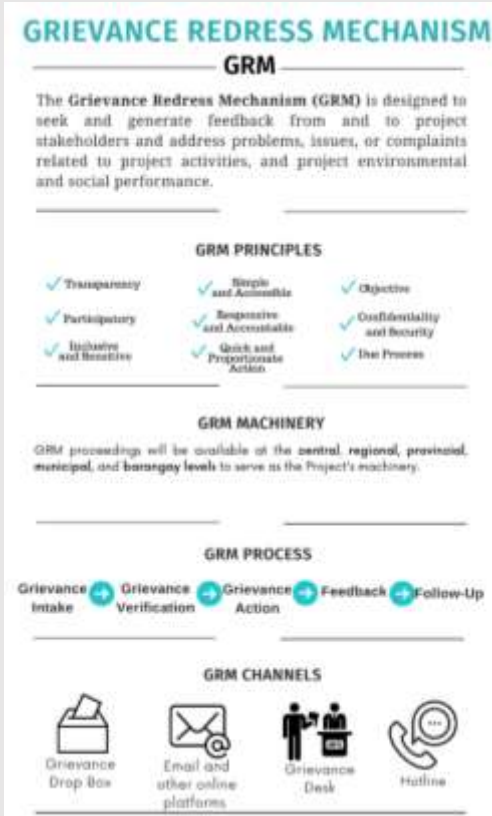 GRIEVANCE REDRESS MECHANISM
GRM
The Grievance Redress Mechanism (GRM) is designed to
seek and generate feedback from and to project
stakeholders and address problems, issues, or complaints
related to project activities, and project environmental
and social performance.
GRM PRINCIPLES
Transparency
Simple
and Accessible
Objective
Participatory
Responsive
and Accountable
Confidentiality
and Security
Inclusive
and Sensitive
Quick and
Proportionate
Action
Due Process
GRM MACHINERY
GRM proceedings will be available at the central, regional, provincial,
municipal, and barangay levels to serve as the Project's machinery.
GRM PROCESS
Grievance
Intake
Grievance
Verification
Grievance
Action
Feedback
Follow-Up
GRM CHANNELS
Grievance
Drop Box
Email and
other online
platforms
Grievance
Desk
Hotline